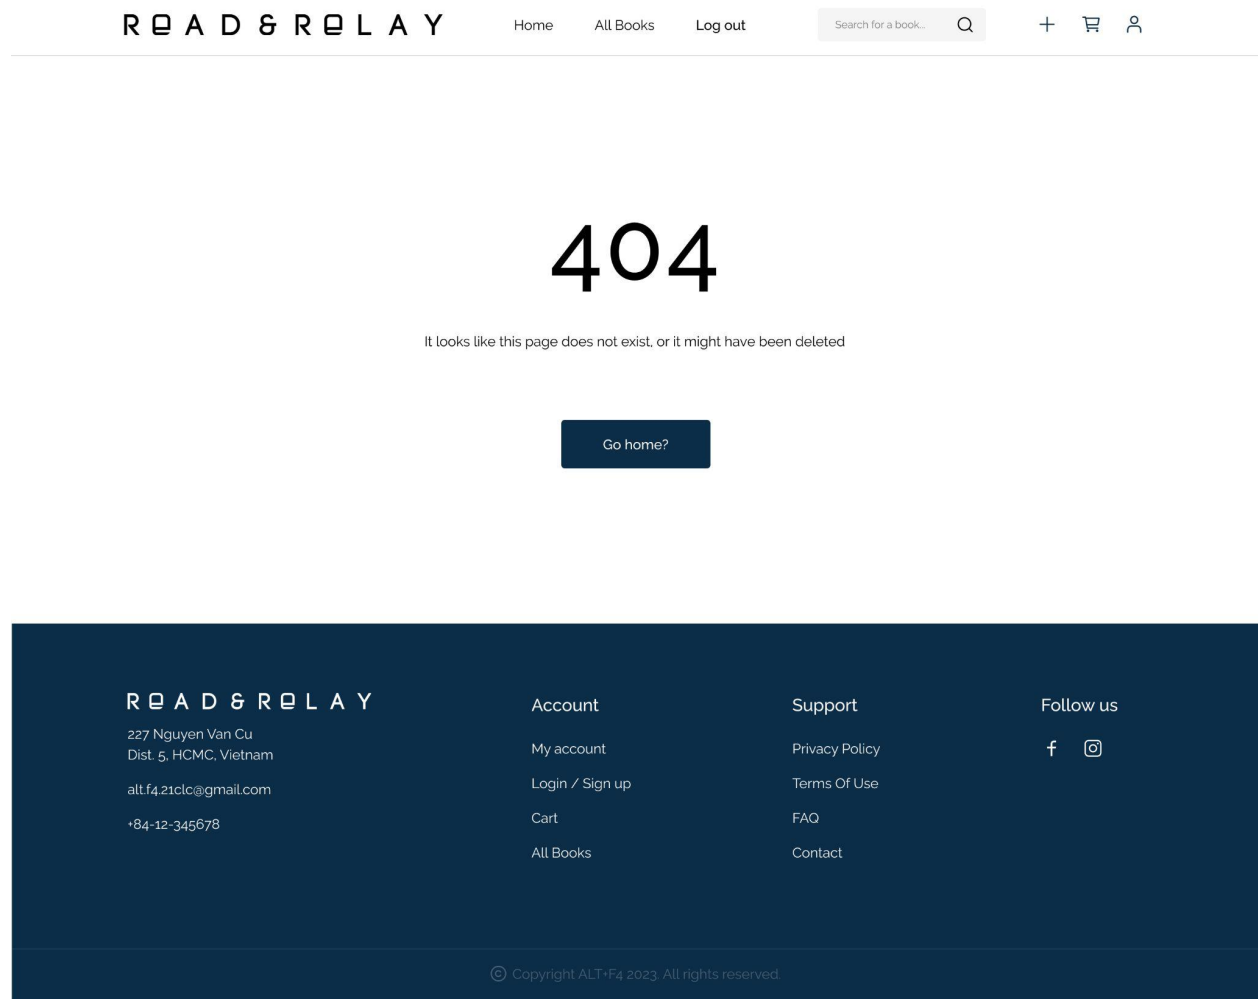 READ & RELAY
Home
All Books
Log out
Search for a book...
404
It looks like this page does not exist, or it might have been deleted
Go home?
READ & RELAY
227 Nguyen Van Cu
Dist. 5, HCMC, Vietnam
alt.f4.21clc@gmail.com
+84-12-345678
Account
My account
Login / Sign up
Cart
All Books
Support
Privacy Policy
Terms Of Use
FAQ
Contact
Follow us
© Copyright ALT+F4 2023. All rights reserved.